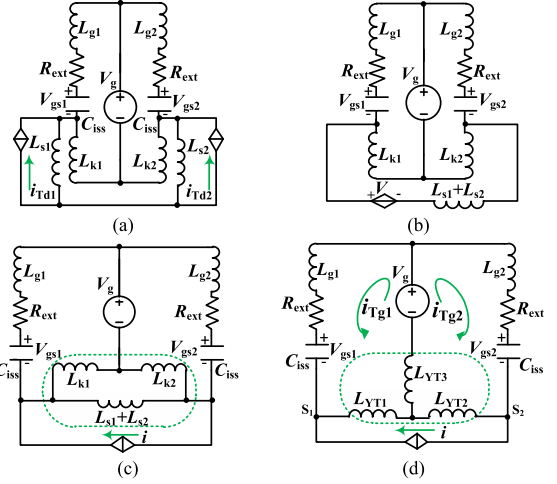 Lg1 Lg2
Rext Vg Rext
Vgs1 + - Vgs2
Ciss Ciss
Ls1 Lk1 Lk2 Ls2
iTd1 iTd2
(a)
Lg1 Lg2
Rext Vg Rext
Vgs1 + - Vgs2
Lk1 Lk2
+ V - Ls1+Ls2
(b)
Lg1 Lg2
Rext Vg Rext
Vgs1 + - Vgs2
Ciss Ciss
Lk1 Lk2
Ls1+Ls2
i
(c)
Lg1 Vg Lg2
Rext iTg1 iTg2 Rext
Vgs1 + - Vgs2
Ciss Ciss
LYT3
S1 LYT1 LYT2 S2
i
(d)